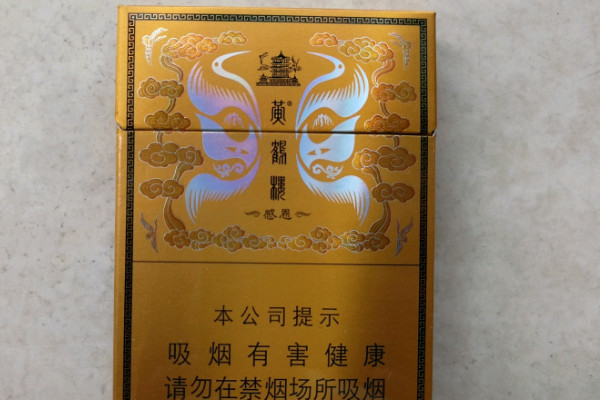 黄鹤楼®
感恩
本公司提示
吸烟有害健康
请勿在禁烟场所吸烟